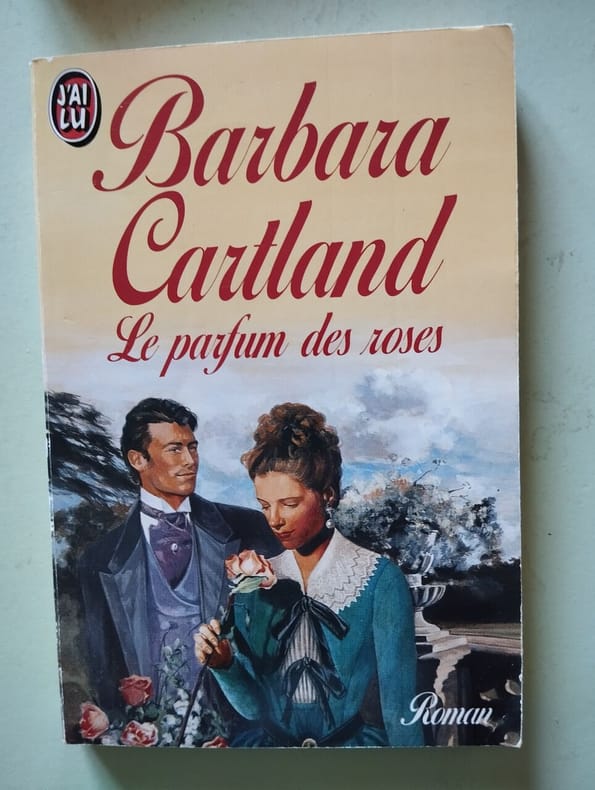 J'AI
LU
Barbara
Cartland
Le parfum des roses
Roman